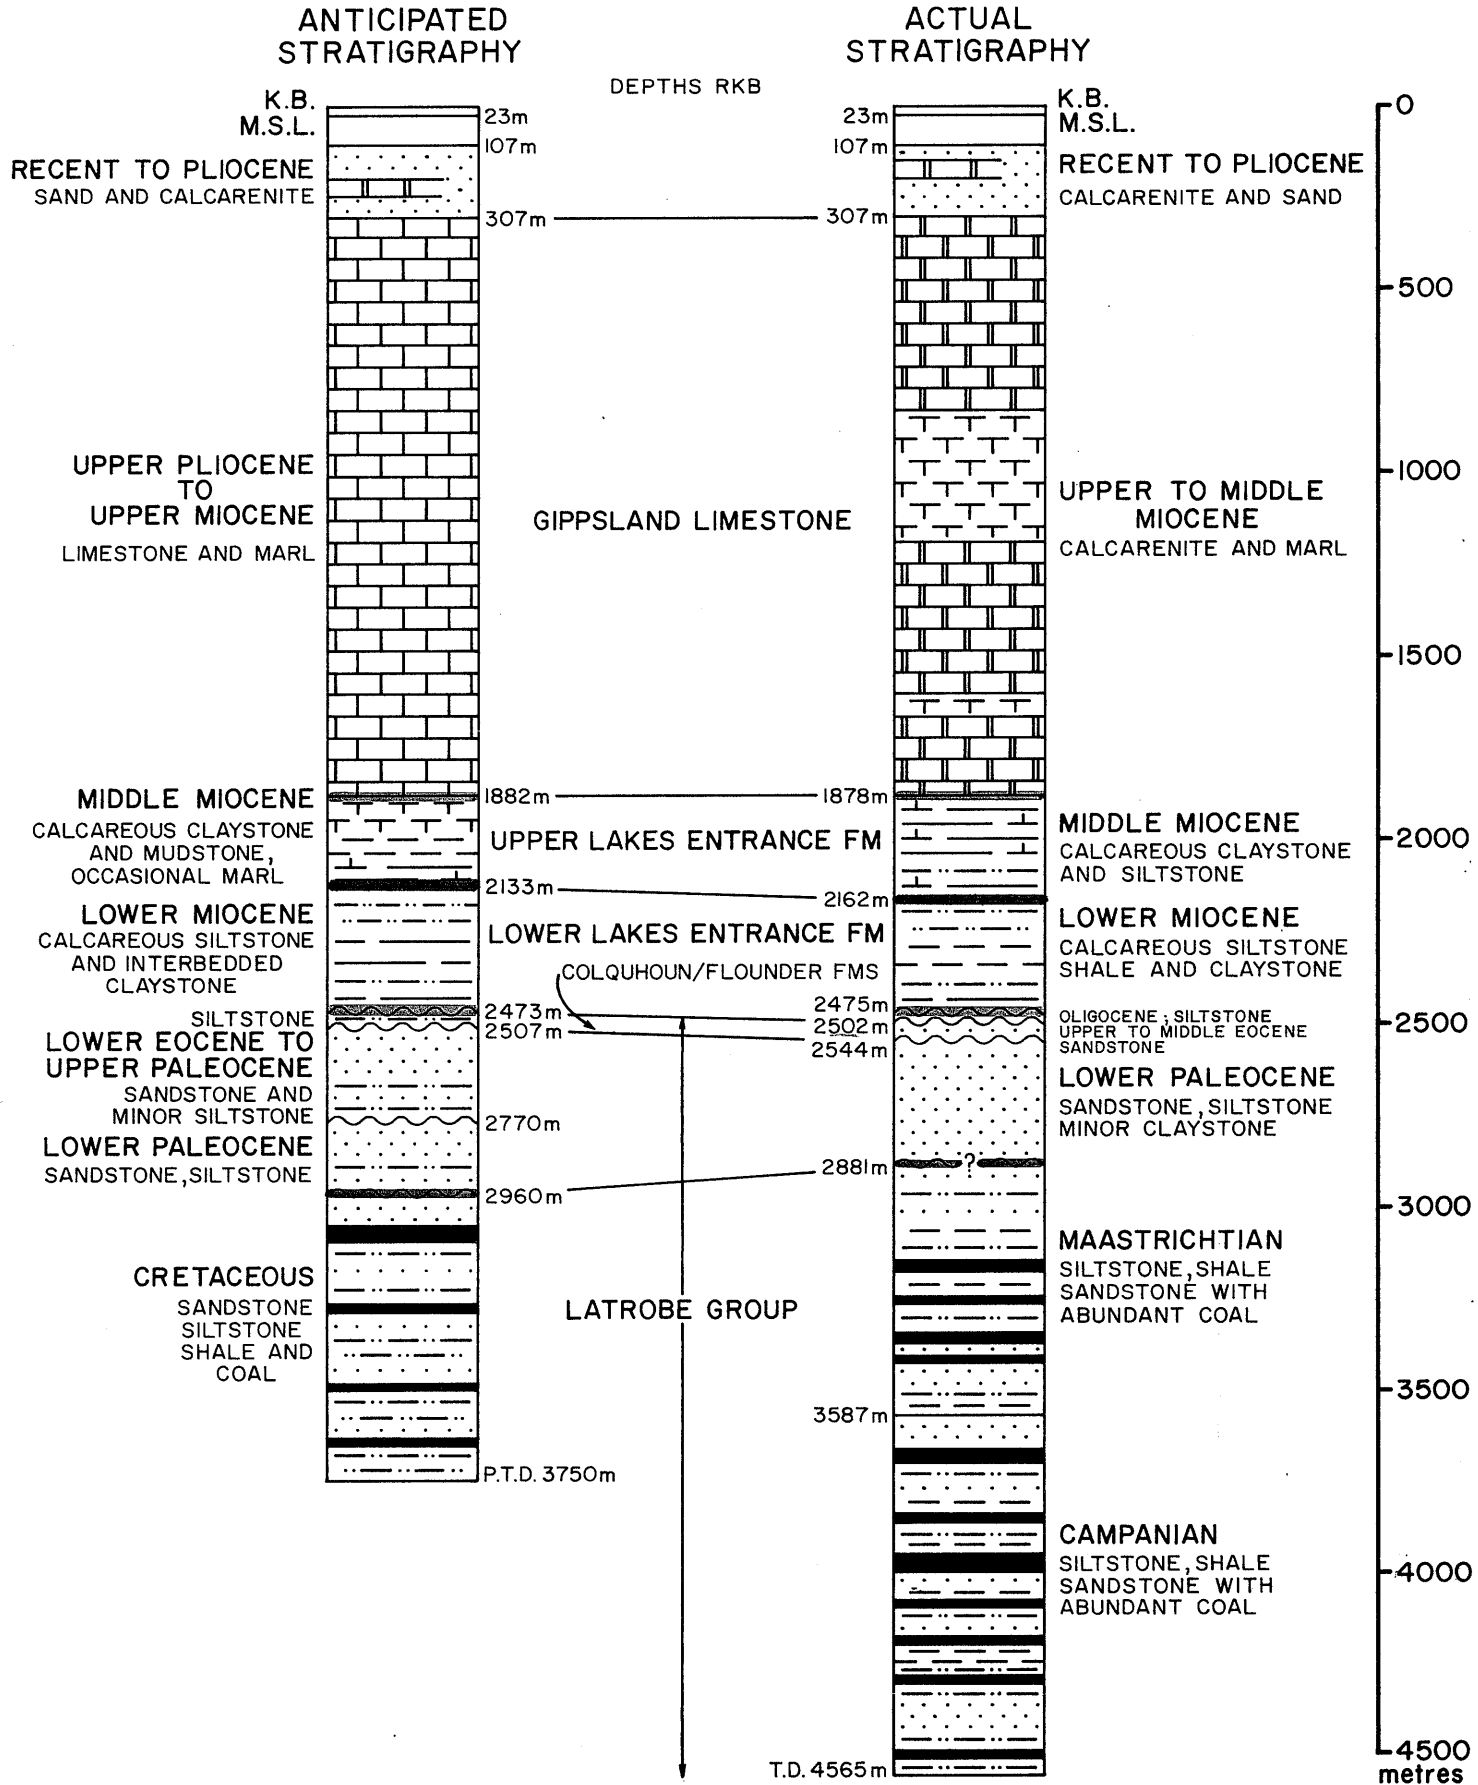 ANTICIPATED
STRATIGRAPHY
ACTUAL
STRATIGRAPHY
DEPTHS RKB
K.B.
M.S.L.
23m
107m
RECENT TO PLIOCENE
SAND AND CALCARENITE
307m
UPPER PLIOCENE
TO
UPPER MIOCENE
LIMESTONE AND MARL
MIDDLE MIOCENE
1882m
CALCAREOUS CLAYSTONE
AND MUDSTONE,
OCCASIONAL MARL
2133m
LOWER MIOCENE
CALCAREOUS SILTSTONE
AND INTERBEDDED
CLAYSTONE
2473m
SILTSTONE
2507m
LOWER EOCENE TO
UPPER PALEOCENE
SANDSTONE AND
MINOR SILTSTONE
2770m
LOWER PALEOCENE
SANDSTONE, SILTSTONE
2960m
CRETACEOUS
SANDSTONE
SILTSTONE
SHALE AND
COAL
P.T.D. 3750m
GIPPSLAND LIMESTONE
UPPER LAKES ENTRANCE FM
LOWER LAKES ENTRANCE FM
COLQUHOUN/FLOUNDER FMS
LATROBE GROUP
K.B.
23m
M.S.L.
107m
RECENT TO PLIOCENE
CALCARENITE AND SAND
307m
UPPER TO MIDDLE
MIOCENE
CALCARENITE AND MARL
1878m
MIDDLE MIOCENE
CALCAREOUS CLAYSTONE
AND SILTSTONE
2162m
LOWER MIOCENE
CALCAREOUS SILTSTONE
SHALE AND CLAYSTONE
2475m
2502m
2544m
OLIGOCENE; SILTSTONE
UPPER TO MIDDLE EOCENE
SANDSTONE
LOWER PALEOCENE
SANDSTONE, SILTSTONE
MINOR CLAYSTONE
2881m
?
MAASTRICHTIAN
SILTSTONE, SHALE
SANDSTONE WITH
ABUNDANT COAL
3587m
CAMPANIAN
SILTSTONE, SHALE
SANDSTONE WITH
ABUNDANT COAL
T.D. 4565m
0
500
1000
1500
2000
2500
3000
3500
4000
4500
metres